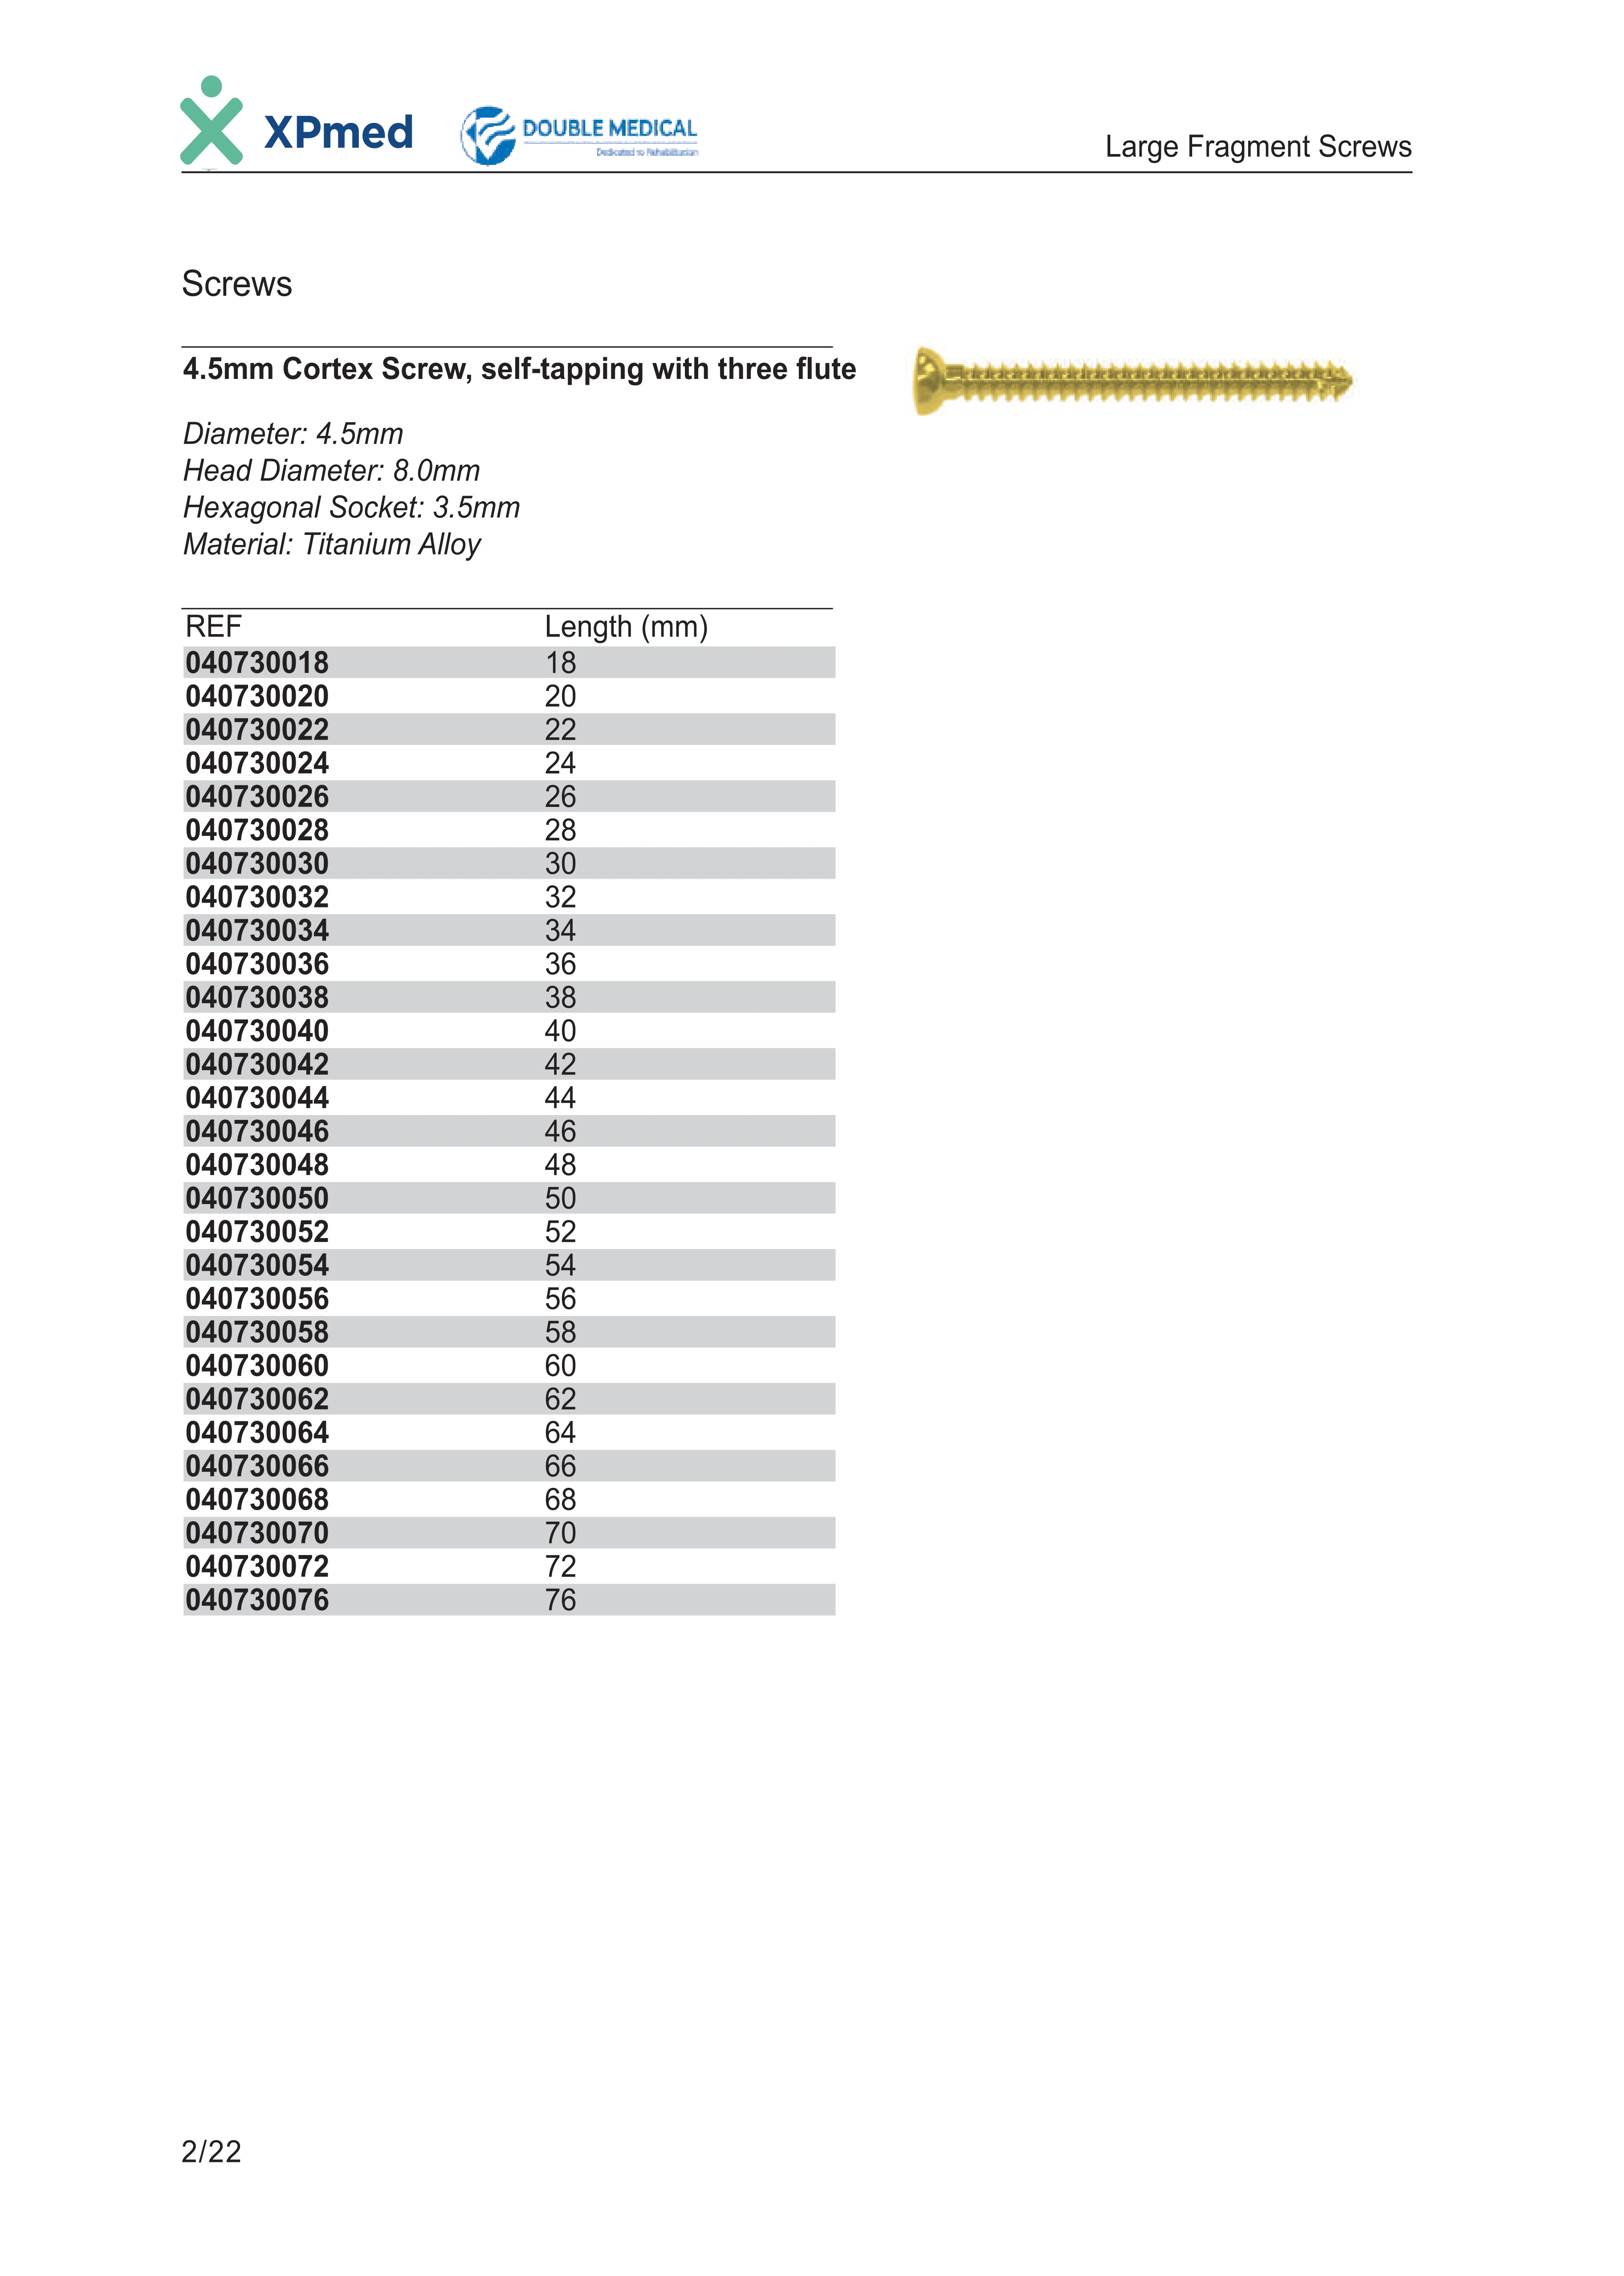 XPmed
DOUBLE MEDICAL
Dedicated to Rehabilitation
Large Fragment Screws
Screws
4.5mm Cortex Screw, self-tapping with three flute
Diameter: 4.5mm
Head Diameter: 8.0mm
Hexagonal Socket: 3.5mm
Material: Titanium Alloy
REF Length (mm)
040730018 18
040730020 20
040730022 22
040730024 24
040730026 26
040730028 28
040730030 30
040730032 32
040730034 34
040730036 36
040730038 38
040730040 40
040730042 42
040730044 44
040730046 46
040730048 48
040730050 50
040730052 52
040730054 54
040730056 56
040730058 58
040730060 60
040730062 62
040730064 64
040730066 66
040730068 68
040730070 70
040730072 72
040730076 76
2/22